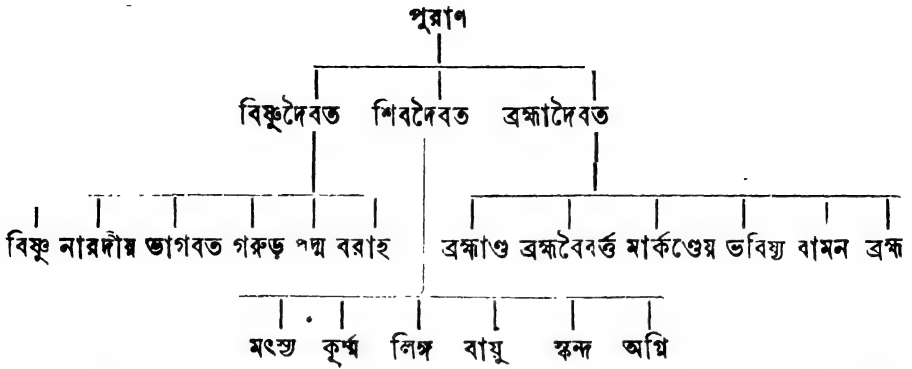 পুরাণ
বিষ্ণুদৈবত শিবদৈবত ব্রহ্মাদৈবত
বিষ্ণু নারদীয় ভাগবত গরুড় পদ্ম বরাহ ব্রহ্মাণ্ড ব্রহ্মবৈবর্ত্ত মার্কণ্ডেয় ভবিষ্য বামন ব্রহ্ম
মৎস্য কূর্ম্ম লিঙ্গ বায়ু স্কন্দ অগ্নি